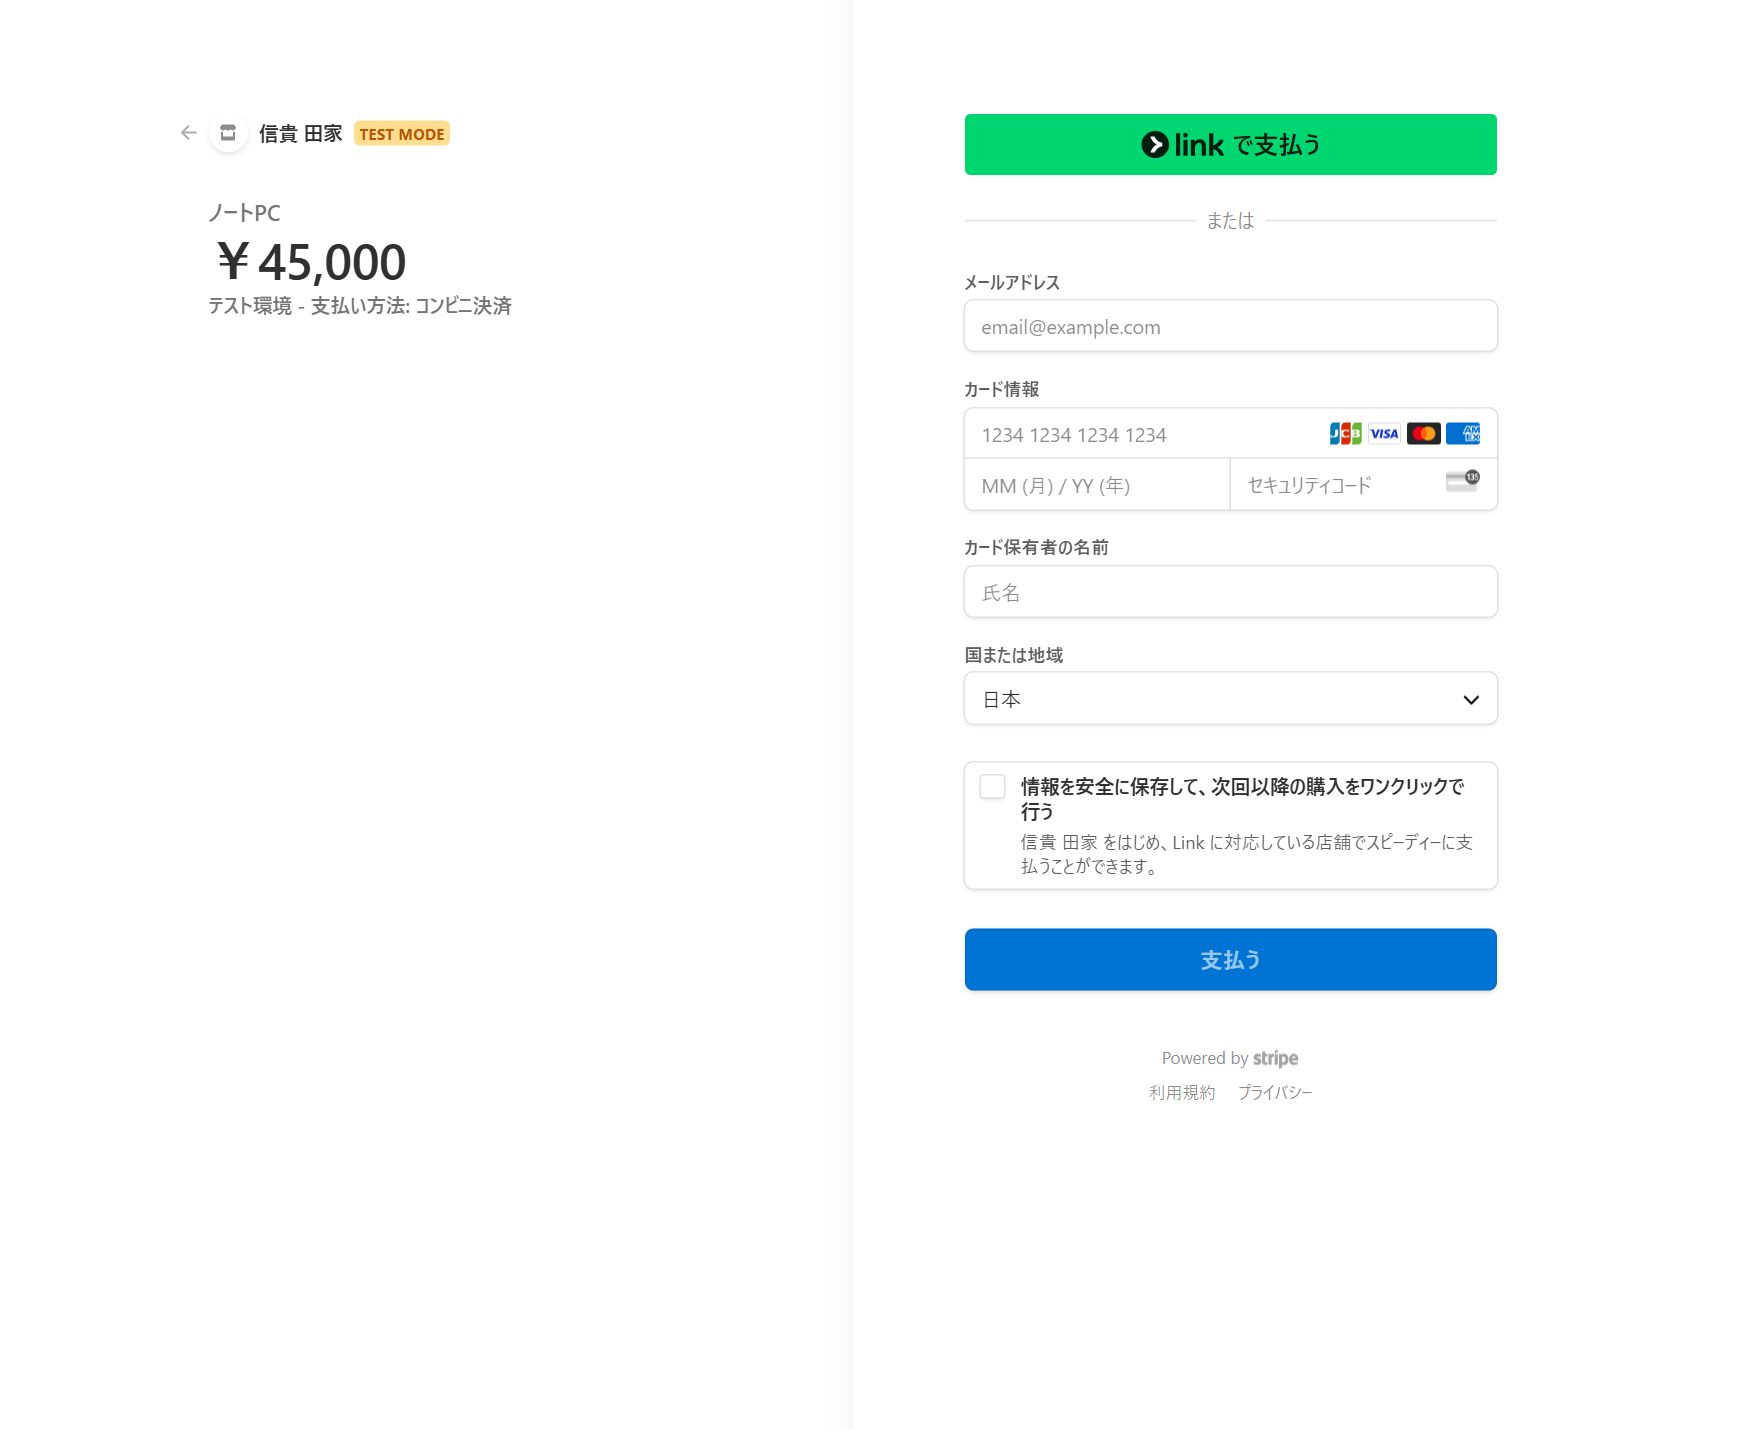 信貴 田家 TEST MODE
ノートPC
￥45,000
テスト環境 - 支払い方法: コンビニ決済
link で支払う
または
メールアドレス
email@example.com
カード情報
1234 1234 1234 1234 JCB VISA AMEX
MM (月) / YY (年) セキュリティコード 135
カード保有者の名前
氏名
国または地域
日本
情報を安全に保存して、次回以降の購入をワンクリックで
行う
信貴 田家 をはじめ、Link に対応している店舗でスピーディーに支
払うことができます。
支払う
Powered by stripe
利用規約 プライバシー